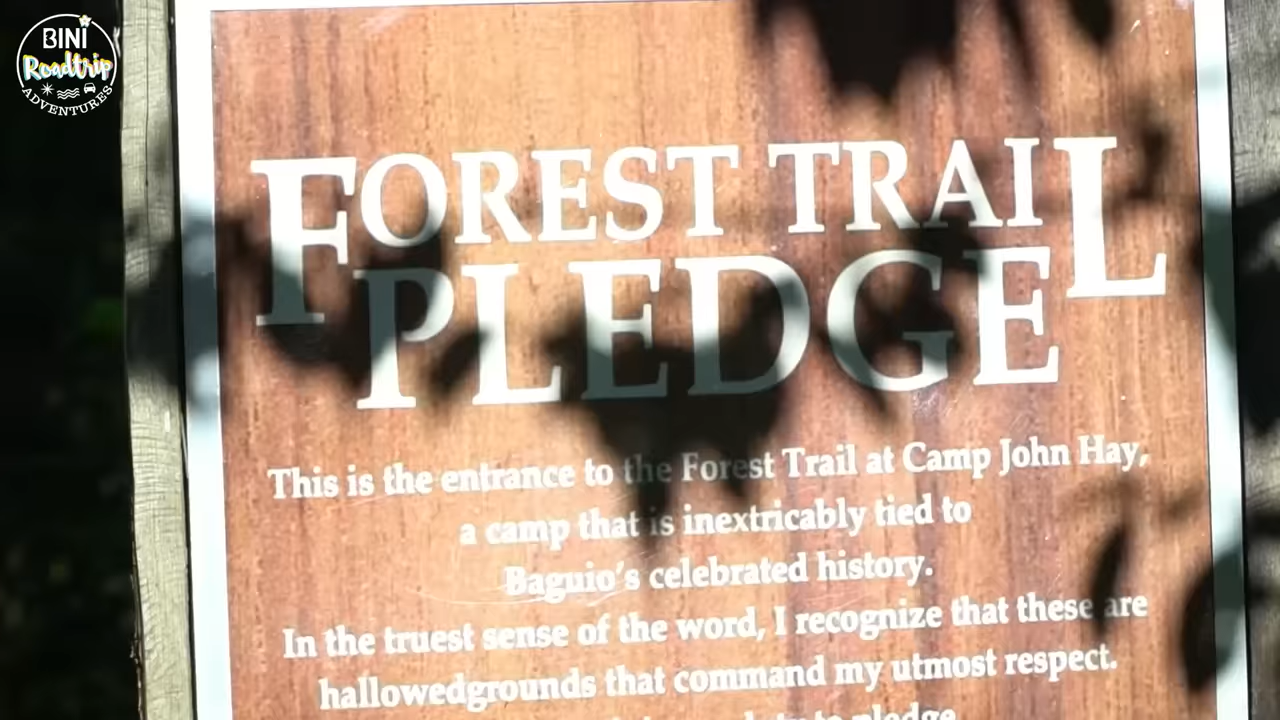 BINI
Roadtrip
ADVENTURES
FOREST TRAIL
PLEDGE
This is the entrance to the Forest Trail at Camp John Hay,
a camp that is inextricably tied to
Baguio's celebrated history.
In the truest sense of the word, I recognize that these are
hallowedgrounds that command my utmost respect.
to pledge